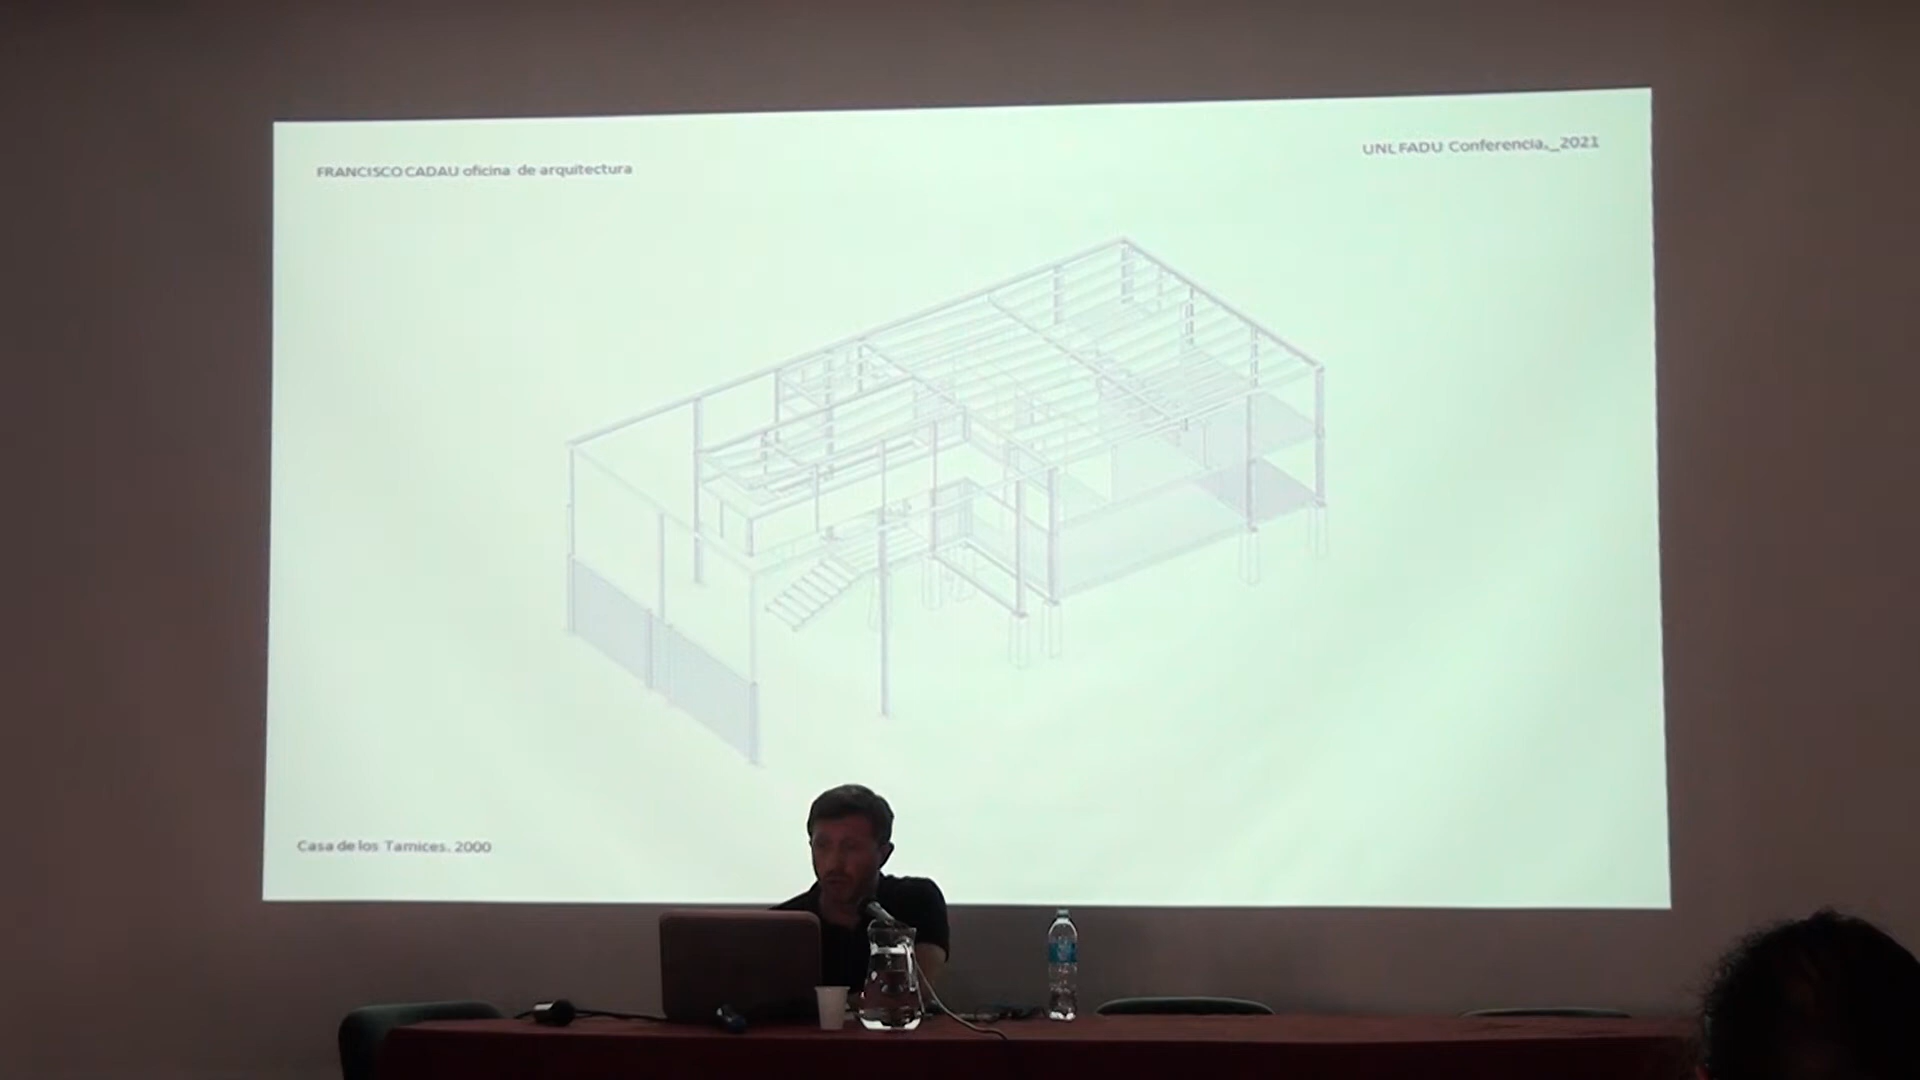 FRANCISCO CADAU oficina de arquitectura
UNL FADU Conferencia._2021
Casa de los Tamices. 2000